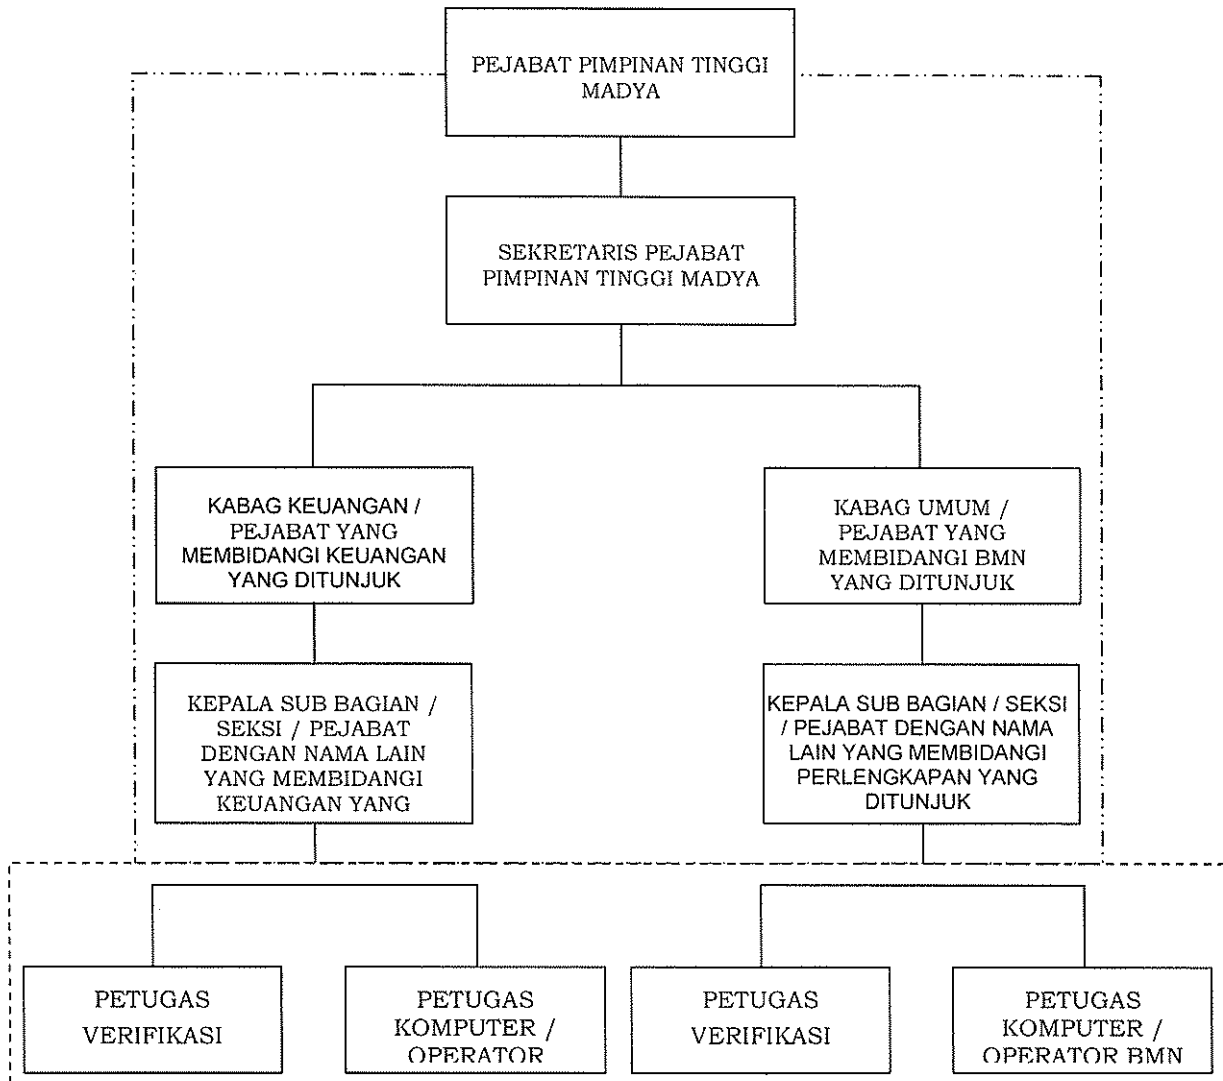 PEJABAT PIMPINAN TINGGI
MADYA
SEKRETARIS PEJABAT
PIMPINAN TINGGI MADYA
KABAG KEUANGAN /
PEJABAT YANG
MEMBIDANGI KEUANGAN
YANG DITUNJUK
KABAG UMUM /
PEJABAT YANG
MEMBIDANGI BMN
YANG DITUNJUK
KEPALA SUB BAGIAN /
SEKSI / PEJABAT
DENGAN NAMA LAIN
YANG MEMBIDANGI
KEUANGAN YANG
KEPALA SUB BAGIAN / SEKSI
/ PEJABAT DENGAN NAMA
LAIN YANG MEMBIDANGI
PERLENGKAPAN YANG
DITUNJUK
PETUGAS
VERIFIKASI
PETUGAS
KOMPUTER /
OPERATOR
PETUGAS
VERIFIKASI
PETUGAS
KOMPUTER /
OPERATOR BMN